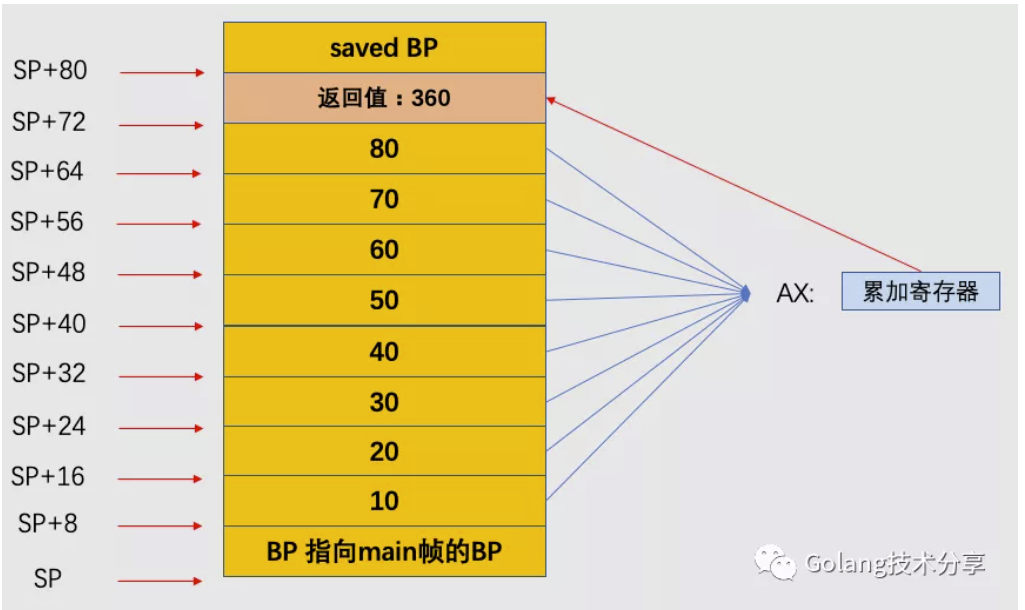 saved BP
SP+80
返回值：360
SP+72
80
SP+64
70
SP+56
60
SP+48
50
AX:
累加寄存器
SP+40
40
SP+32
30
SP+24
20
SP+16
10
SP+8
BP 指向main帧的BP
SP
Golang技术分享